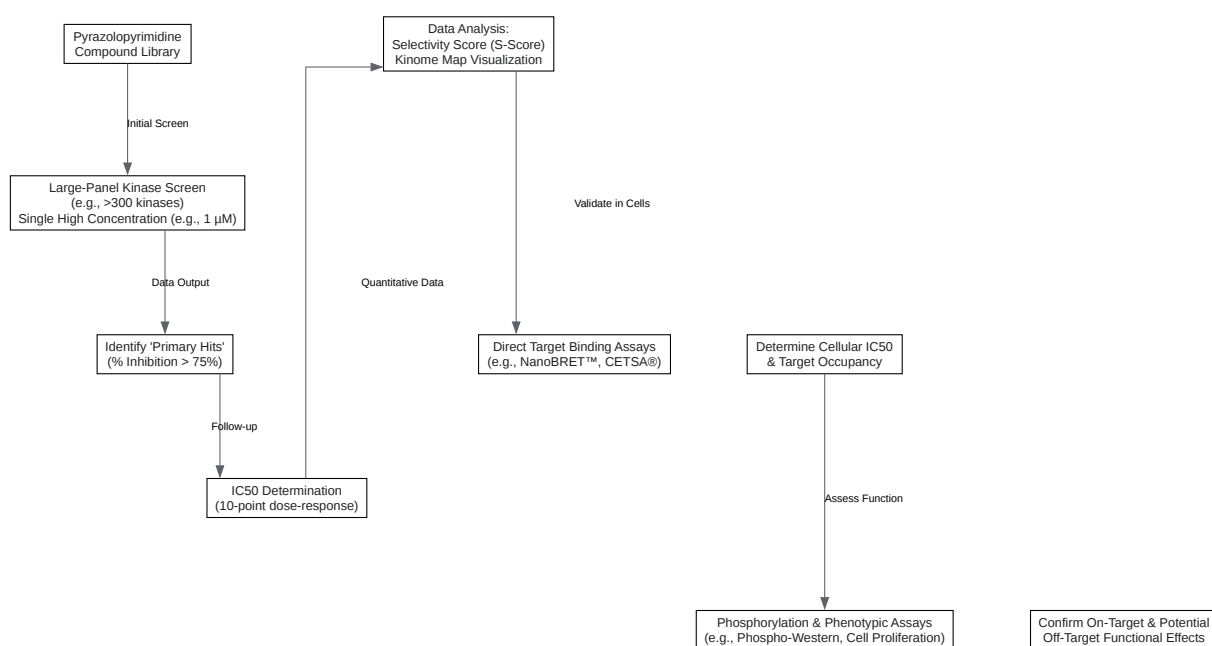 Pyrazolopyrimidine
Compound Library
Data Analysis:
Selectivity Score (S-Score)
Kinome Map Visualization
Initial Screen
Large-Panel Kinase Screen
(e.g., >300 kinases)
Single High Concentration (e.g., 1 µM)
Validate in Cells
Data Output
Quantitative Data
Identify 'Primary Hits'
(% Inhibition > 75%)
Direct Target Binding Assays
(e.g., NanoBRET™, CETSA®)
Determine Cellular IC50
& Target Occupancy
Follow-up
IC50 Determination
(10-point dose-response)
Assess Function
Phosphorylation & Phenotypic Assays
(e.g., Phospho-Western, Cell Proliferation)
Confirm On-Target & Potential
Off-Target Functional Effects